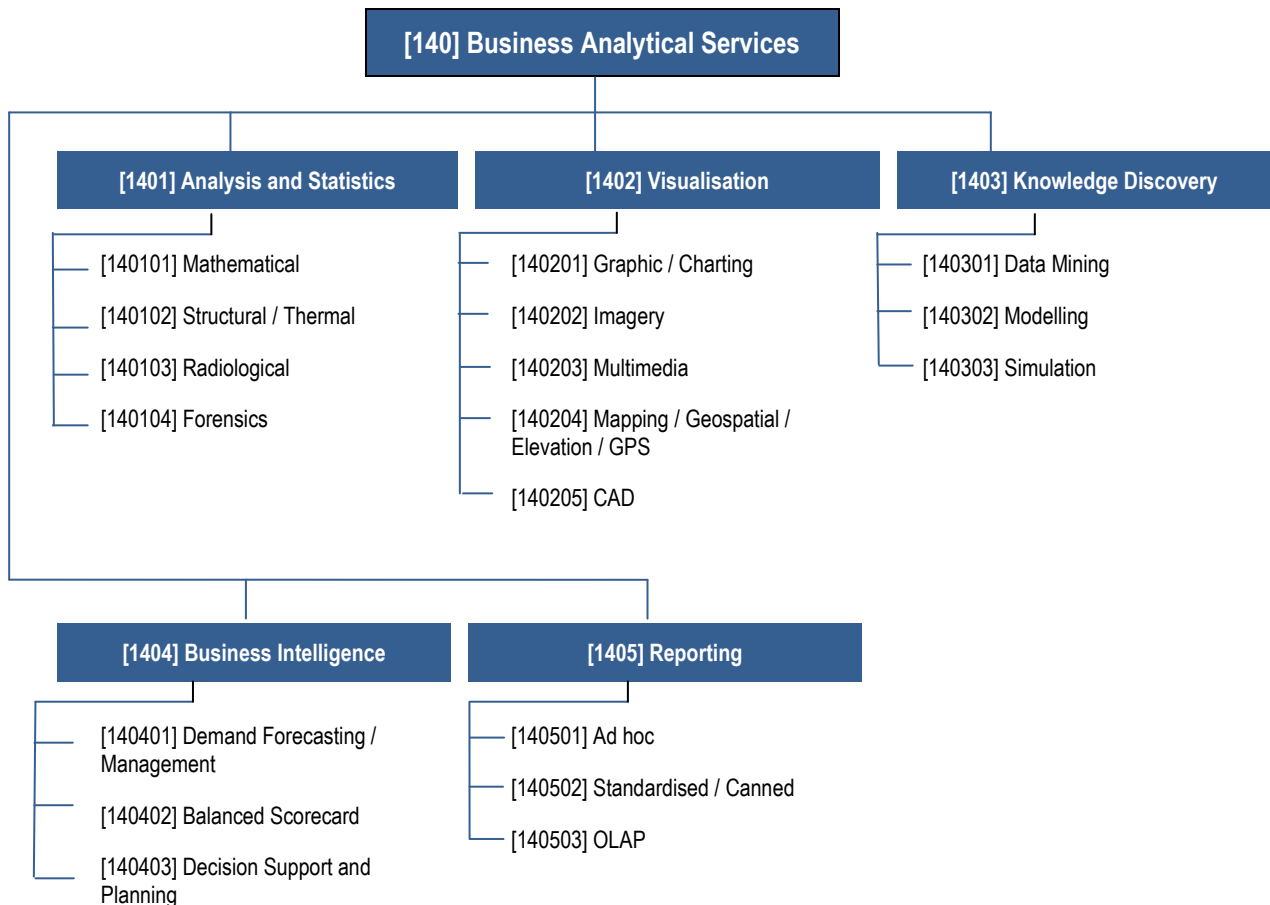 [140] Business Analytical Services
[1401] Analysis and Statistics
[140101] Mathematical
[140102] Structural / Thermal
[140103] Radiological
[140104] Forensics
[1402] Visualisation
[140201] Graphic / Charting
[140202] Imagery
[140203] Multimedia
[140204] Mapping / Geospatial /
Elevation / GPS
[140205] CAD
[1403] Knowledge Discovery
[140301] Data Mining
[140302] Modelling
[140303] Simulation
[1404] Business Intelligence
[140401] Demand Forecasting /
Management
[140402] Balanced Scorecard
[140403] Decision Support and
Planning
[1405] Reporting
[140501] Ad hoc
[140502] Standardised / Canned
[140503] OLAP